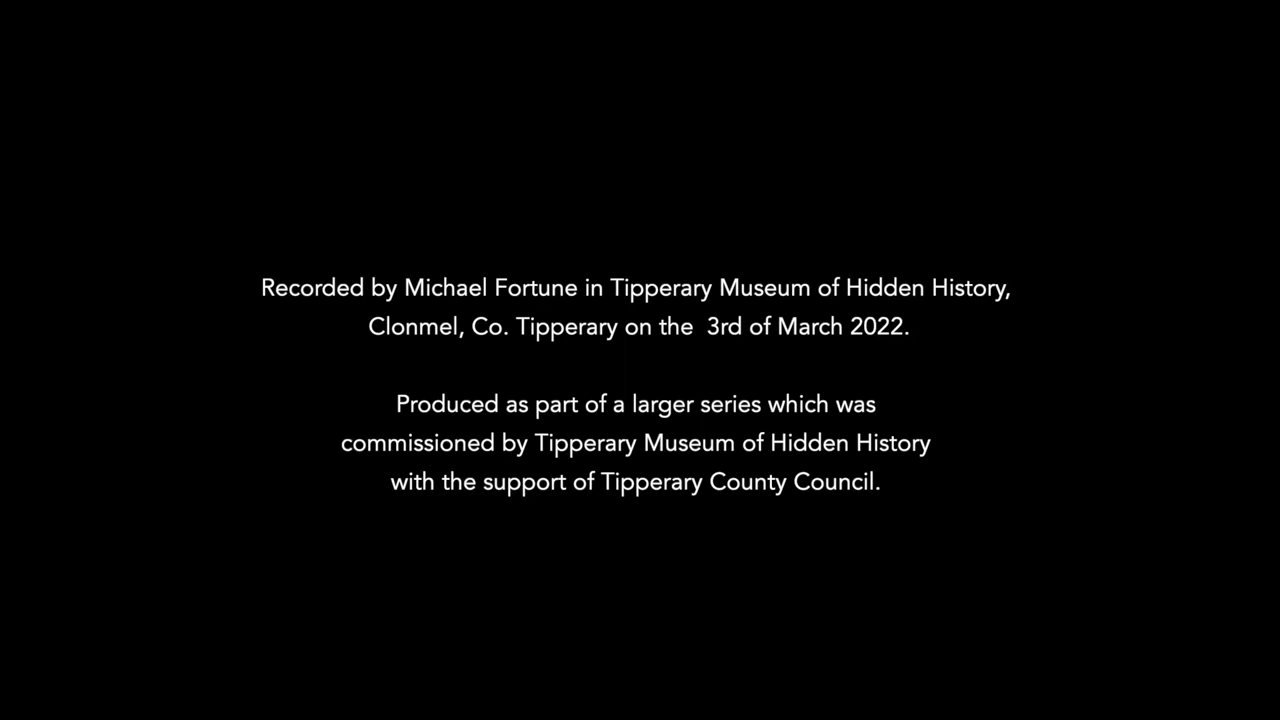 Recorded by Michael Fortune in Tipperary Museum of Hidden History,
Clonmel, Co. Tipperary on the  3rd of March 2022.
Produced as part of a larger series which was
commissioned by Tipperary Museum of Hidden History
with the support of Tipperary County Council.